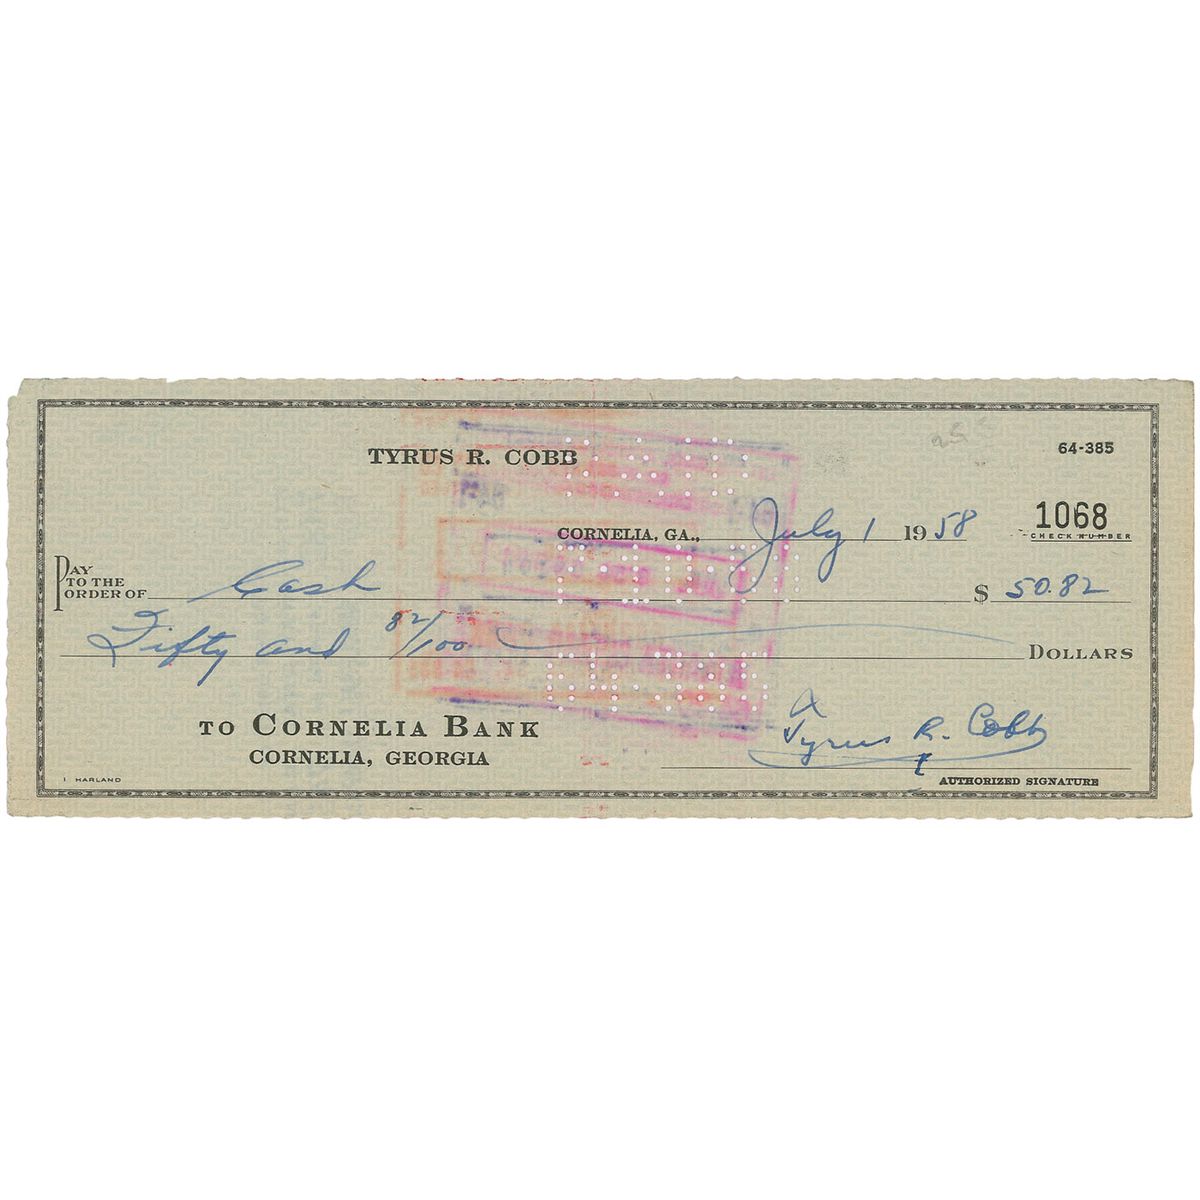 TYRUS R. COBB
64-385
CORNELIA, GA., July 1 1958
1068
CHECK NUMBER
PAY TO THE ORDER OF Cash $ 50.82
Fifty and 82/100 DOLLARS
TO CORNELIA BANK
CORNELIA, GEORGIA
Tyrus R. Cobb
HARLAND
AUTHORIZED SIGNATURE